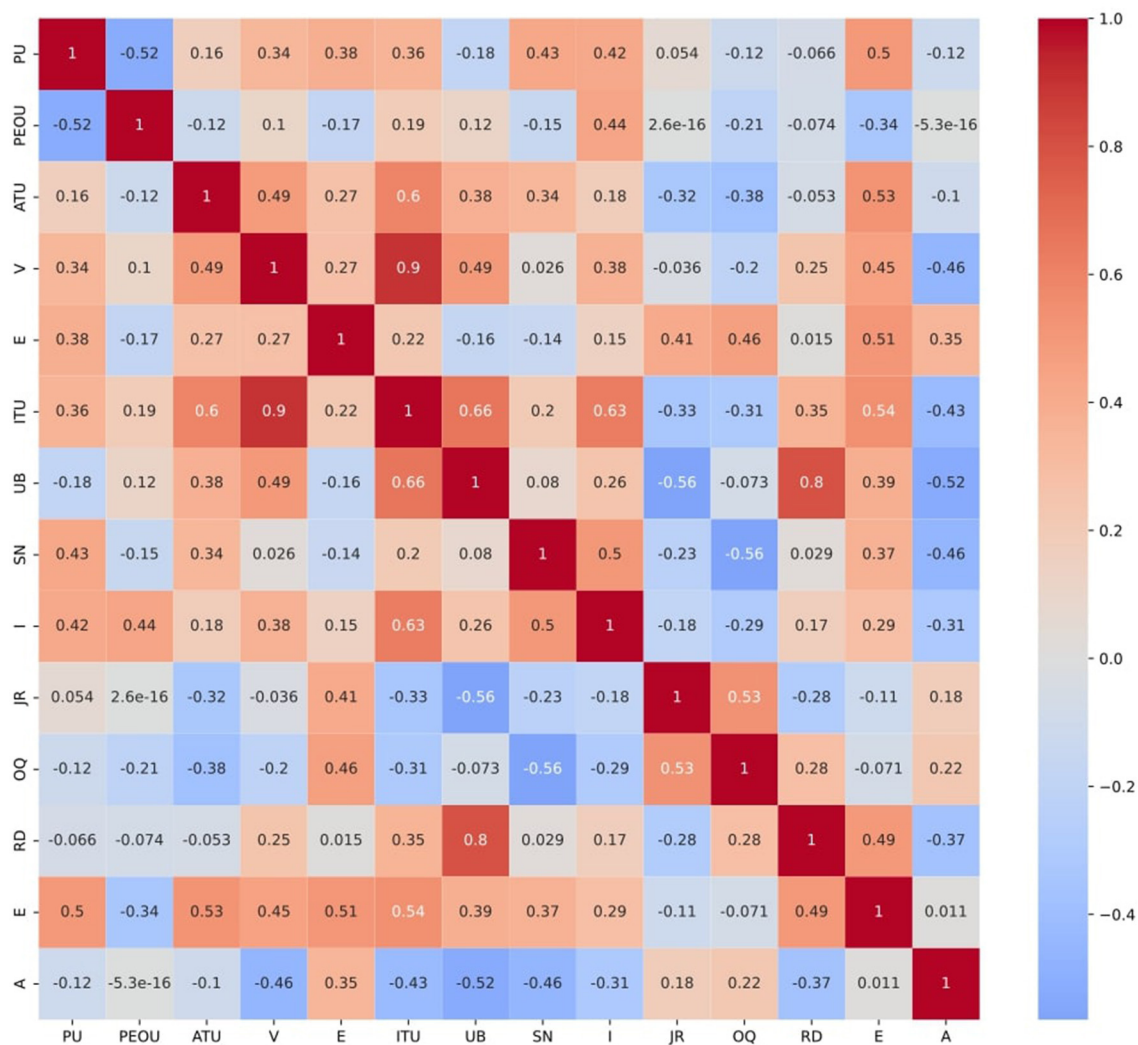 PU 1 -0.52 0.16 0.34 0.38 0.36 -0.18 0.43 0.42 0.054 -0.12 -0.066 0.5 -0.12
PEOU -0.52 1 -0.12 0.1 -0.17 0.19 0.12 -0.15 0.44 2.6e-16 -0.21 -0.074 -0.34 -5.3e-16
ATU 0.16 -0.12 1 0.49 0.27 0.6 0.38 0.34 0.18 -0.32 -0.38 -0.053 0.53 -0.1
V 0.34 0.1 0.49 1 0.27 0.9 0.49 0.026 0.38 -0.036 -0.2 0.25 0.45 -0.46
E 0.38 -0.17 0.27 0.27 1 0.22 -0.16 -0.14 0.15 0.41 0.46 0.015 0.51 0.35
ITU 0.36 0.19 0.6 0.9 0.22 1 0.66 0.2 0.63 -0.33 -0.31 0.35 0.54 -0.43
UB -0.18 0.12 0.38 0.49 -0.16 0.66 1 0.08 0.26 -0.56 -0.073 0.8 0.39 -0.52
SN 0.43 -0.15 0.34 0.026 -0.14 0.2 0.08 1 0.5 -0.23 -0.56 0.029 0.37 -0.46
I 0.42 0.44 0.18 0.38 0.15 0.63 0.26 0.5 1 -0.18 -0.29 0.17 0.29 -0.31
JR 0.054 2.6e-16 -0.32 -0.036 0.41 -0.33 -0.56 -0.23 -0.18 1 0.53 -0.28 -0.11 0.18
OQ -0.12 -0.21 -0.38 -0.2 0.46 -0.31 -0.073 -0.56 -0.29 0.53 1 0.28 -0.071 0.22
RD -0.066 -0.074 -0.053 0.25 0.015 0.35 0.8 0.029 0.17 -0.28 0.28 1 0.49 -0.37
E 0.5 -0.34 0.53 0.45 0.51 0.54 0.39 0.37 0.29 -0.11 -0.071 0.49 1 0.011
A -0.12 -5.3e-16 -0.1 -0.46 0.35 -0.43 -0.52 -0.46 -0.31 0.18 0.22 -0.37 0.011 1
PU PEOU ATU V E ITU UB SN I JR OQ RD E A
1.0
0.8
0.6
0.4
0.2
0.0
−0.2
−0.4